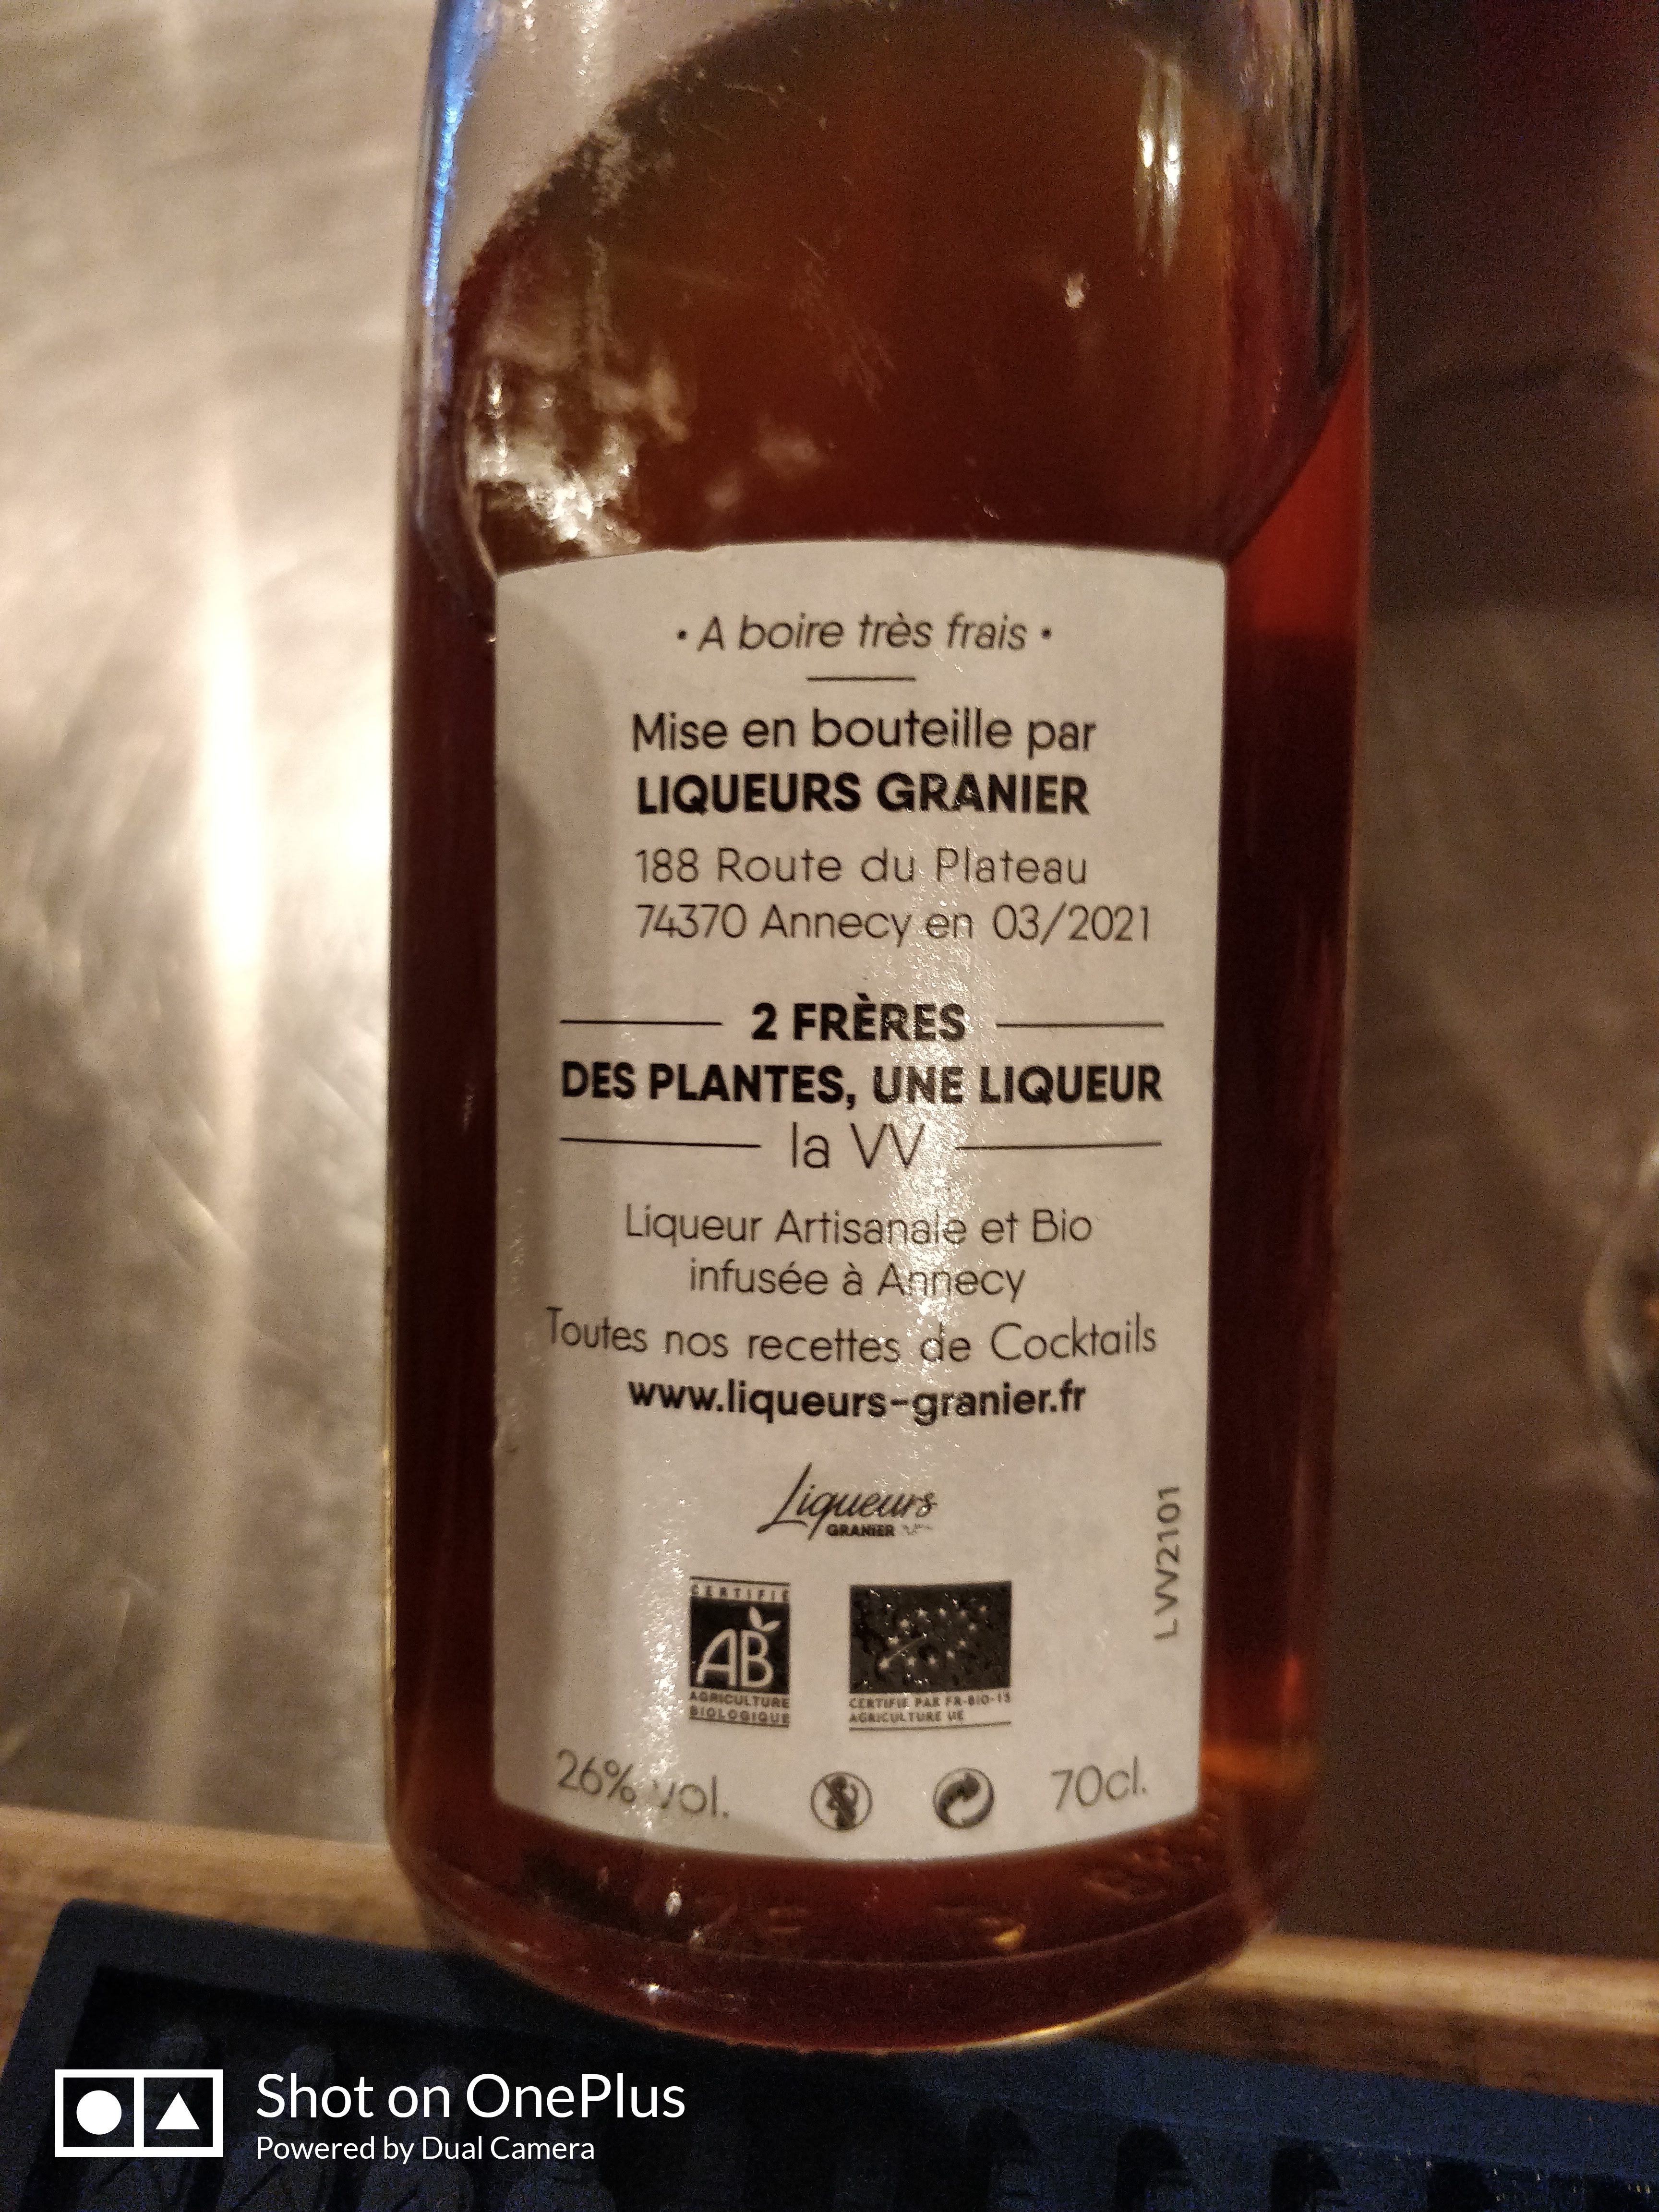 • A boire très frais •
Mise en bouteille par
LIQUEURS GRANIER
188 Route du Plateau
74370 Annecy en 03/2021
2 FRÈRES
DES PLANTES, UNE LIQUEUR
la VV
Liqueur Artisanale et Bio
infusée à Annecy
Toutes nos recettes de Cocktails
www.liqueurs-granier.fr
Liqueurs
GRANIER
LVV2101
CERTIFIÉ
AB
AGRICULTURE
BIOLOGIQUE
CERTIFIE PAR FR-BIO-15
AGRICULTURE UE
26% vol.
70cl.
Shot on OnePlus
Powered by Dual Camera